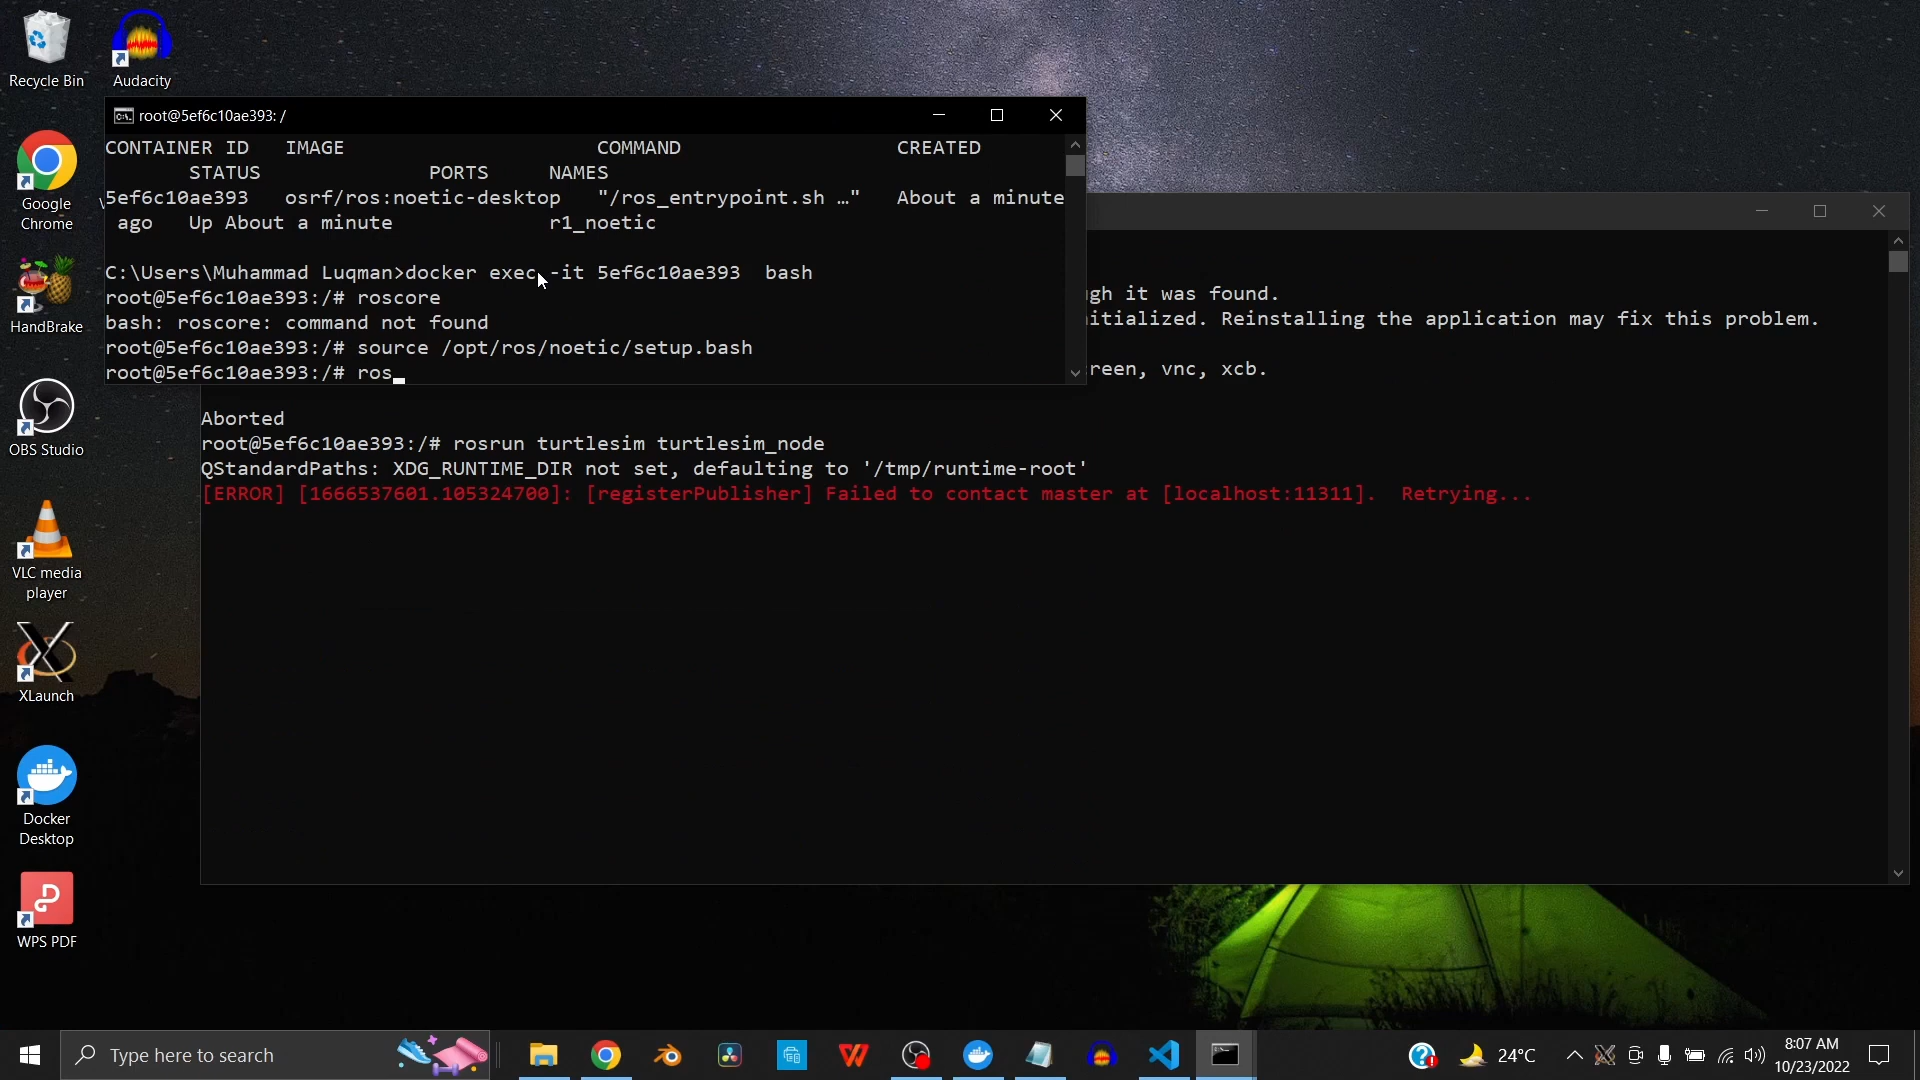 Recycle Bin
Audacity
Google Chrome
HandBrake
OBS Studio
VLC media player
XLaunch
Docker Desktop
WPS PDF
root@5ef6c10ae393: /
CONTAINER ID   IMAGE                     COMMAND                  CREATED
STATUS              PORTS     NAMES
5ef6c10ae393   osrf/ros:noetic-desktop   "/ros_entrypoint.sh …"   About a minute
ago   Up About a minute             r1_noetic
C:\Users\Muhammad Luqman>docker exec -it 5ef6c10ae393  bash
root@5ef6c10ae393:/# roscore
bash: roscore: command not found
root@5ef6c10ae393:/# source /opt/ros/noetic/setup.bash
root@5ef6c10ae393:/# ros
gh it was found.
itialized. Reinstalling the application may fix this problem.
reen, vnc, xcb.
Aborted
root@5ef6c10ae393:/# rosrun turtlesim turtlesim_node
QStandardPaths: XDG_RUNTIME_DIR not set, defaulting to '/tmp/runtime-root'
[ERROR] [1666537601.105324700]: [registerPublisher] Failed to contact master at [localhost:11311].  Retrying...
Type here to search
24°C
8:07 AM
10/23/2022